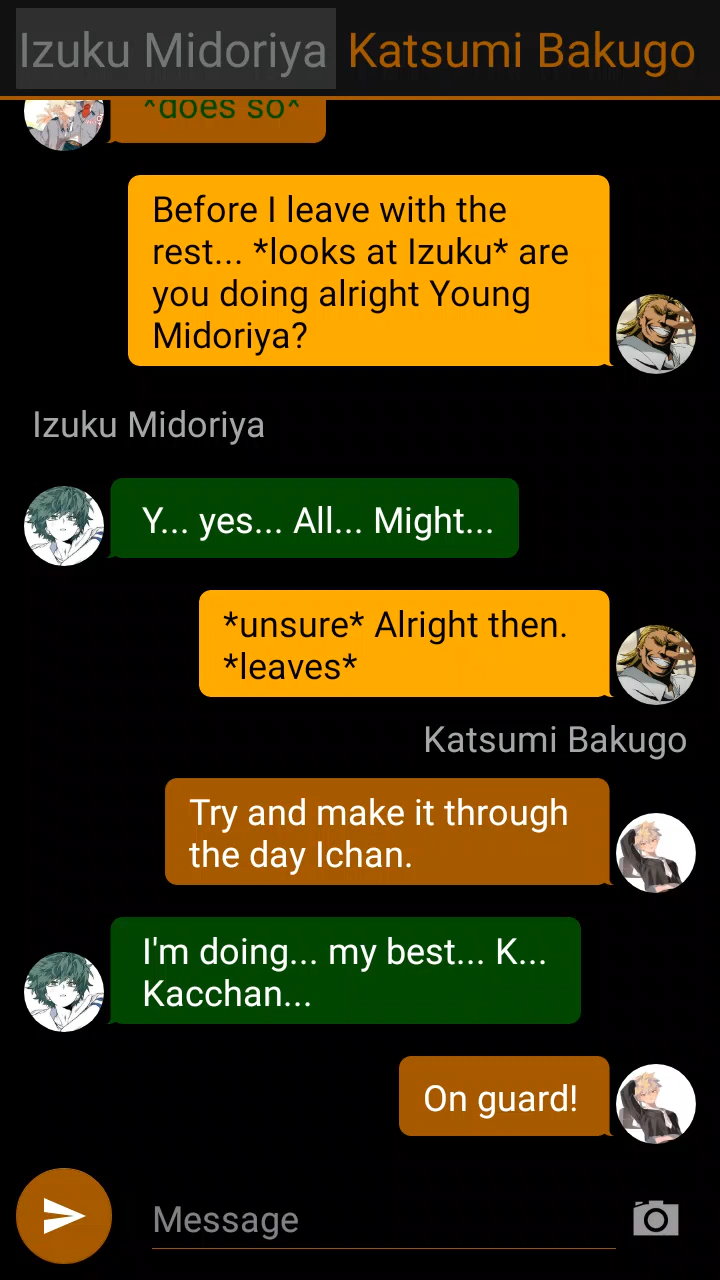 Izuku Midoriya Katsumi Bakugo
*does so*
Before I leave with the
rest... *looks at Izuku* are
you doing alright Young
Midoriya?
Izuku Midoriya
Y... yes... All... Might...
*unsure* Alright then.
*leaves*
Katsumi Bakugo
Try and make it through
the day Ichan.
I'm doing... my best... K...
Kacchan...
On guard!
Message